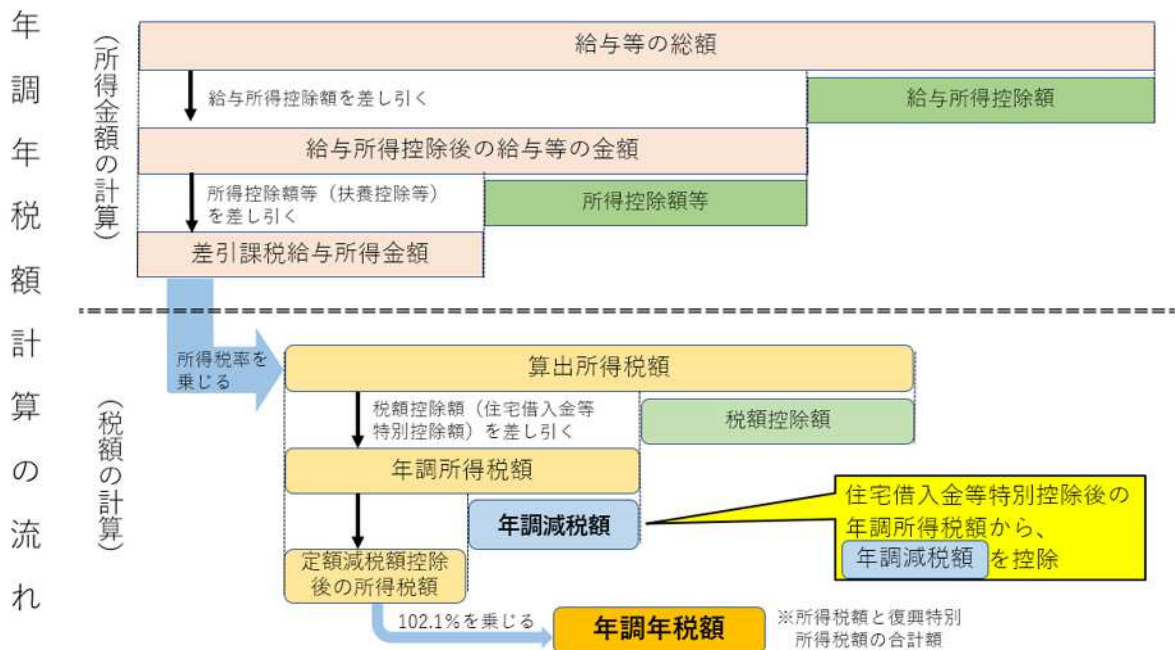 年調年税額計算の流れ
(所得金額の計算)
給与等の総額
給与所得控除額を差し引く
給与所得控除額
給与所得控除後の給与等の金額
所得控除額等（扶養控除等）
を差し引く
所得控除額等
差引課税給与所得金額
(税額の計算)
所得税率を
乗じる
算出所得税額
税額控除額（住宅借入金等
特別控除額）を差し引く
税額控除額
年調所得税額
年調減税額
住宅借入金等特別控除後の
年調所得税額から、
年調減税額を控除
定額減税額控除
後の所得税額
102.1%を乗じる
年調年税額
※所得税額と復興特別
所得税額の合計額